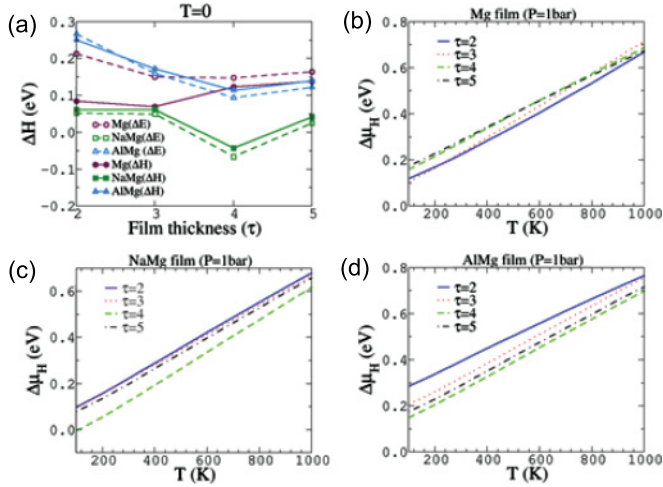 (a)
T=0
0.3
0.2
0.1
0.0
-0.1
-0.2
ΔH (eV)
Mg(ΔE)
NaMg(ΔE)
AlMg (ΔE)
Mg(ΔH)
NaMg(ΔH)
AlMg(ΔH)
2 3 4 5
Film thickness (τ)
(b)
Mg film (P=1bar)
0.8
0.6
0.4
0.2
0.0
Δμ_H (eV)
τ=2
τ=3
τ=4
τ=5
200 400 600 800 1000
T (K)
(c)
NaMg film (P=1bar)
0.6
0.4
0.2
0.0
Δμ_H (eV)
τ=2
τ=3
τ=4
τ=5
200 400 600 800 1000
T (K)
(d)
AlMg film (P=1bar)
0.8
0.6
0.4
0.2
0.0
Δμ_H (eV)
τ=2
τ=3
τ=4
τ=5
200 400 600 800 1000
T (K)